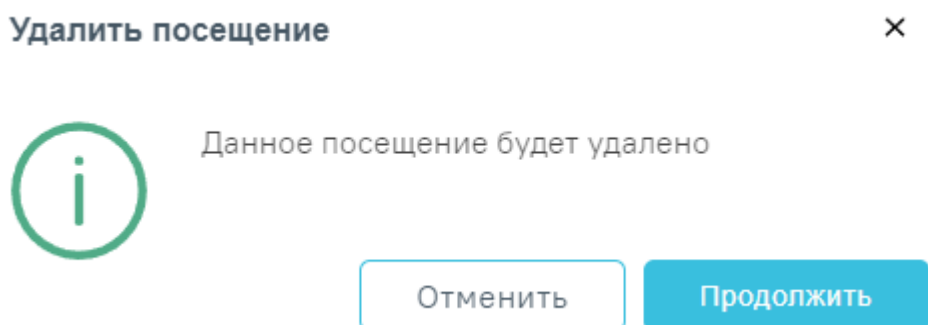 Удалить посещение
Данное посещение будет удалено
Отменить
Продолжить